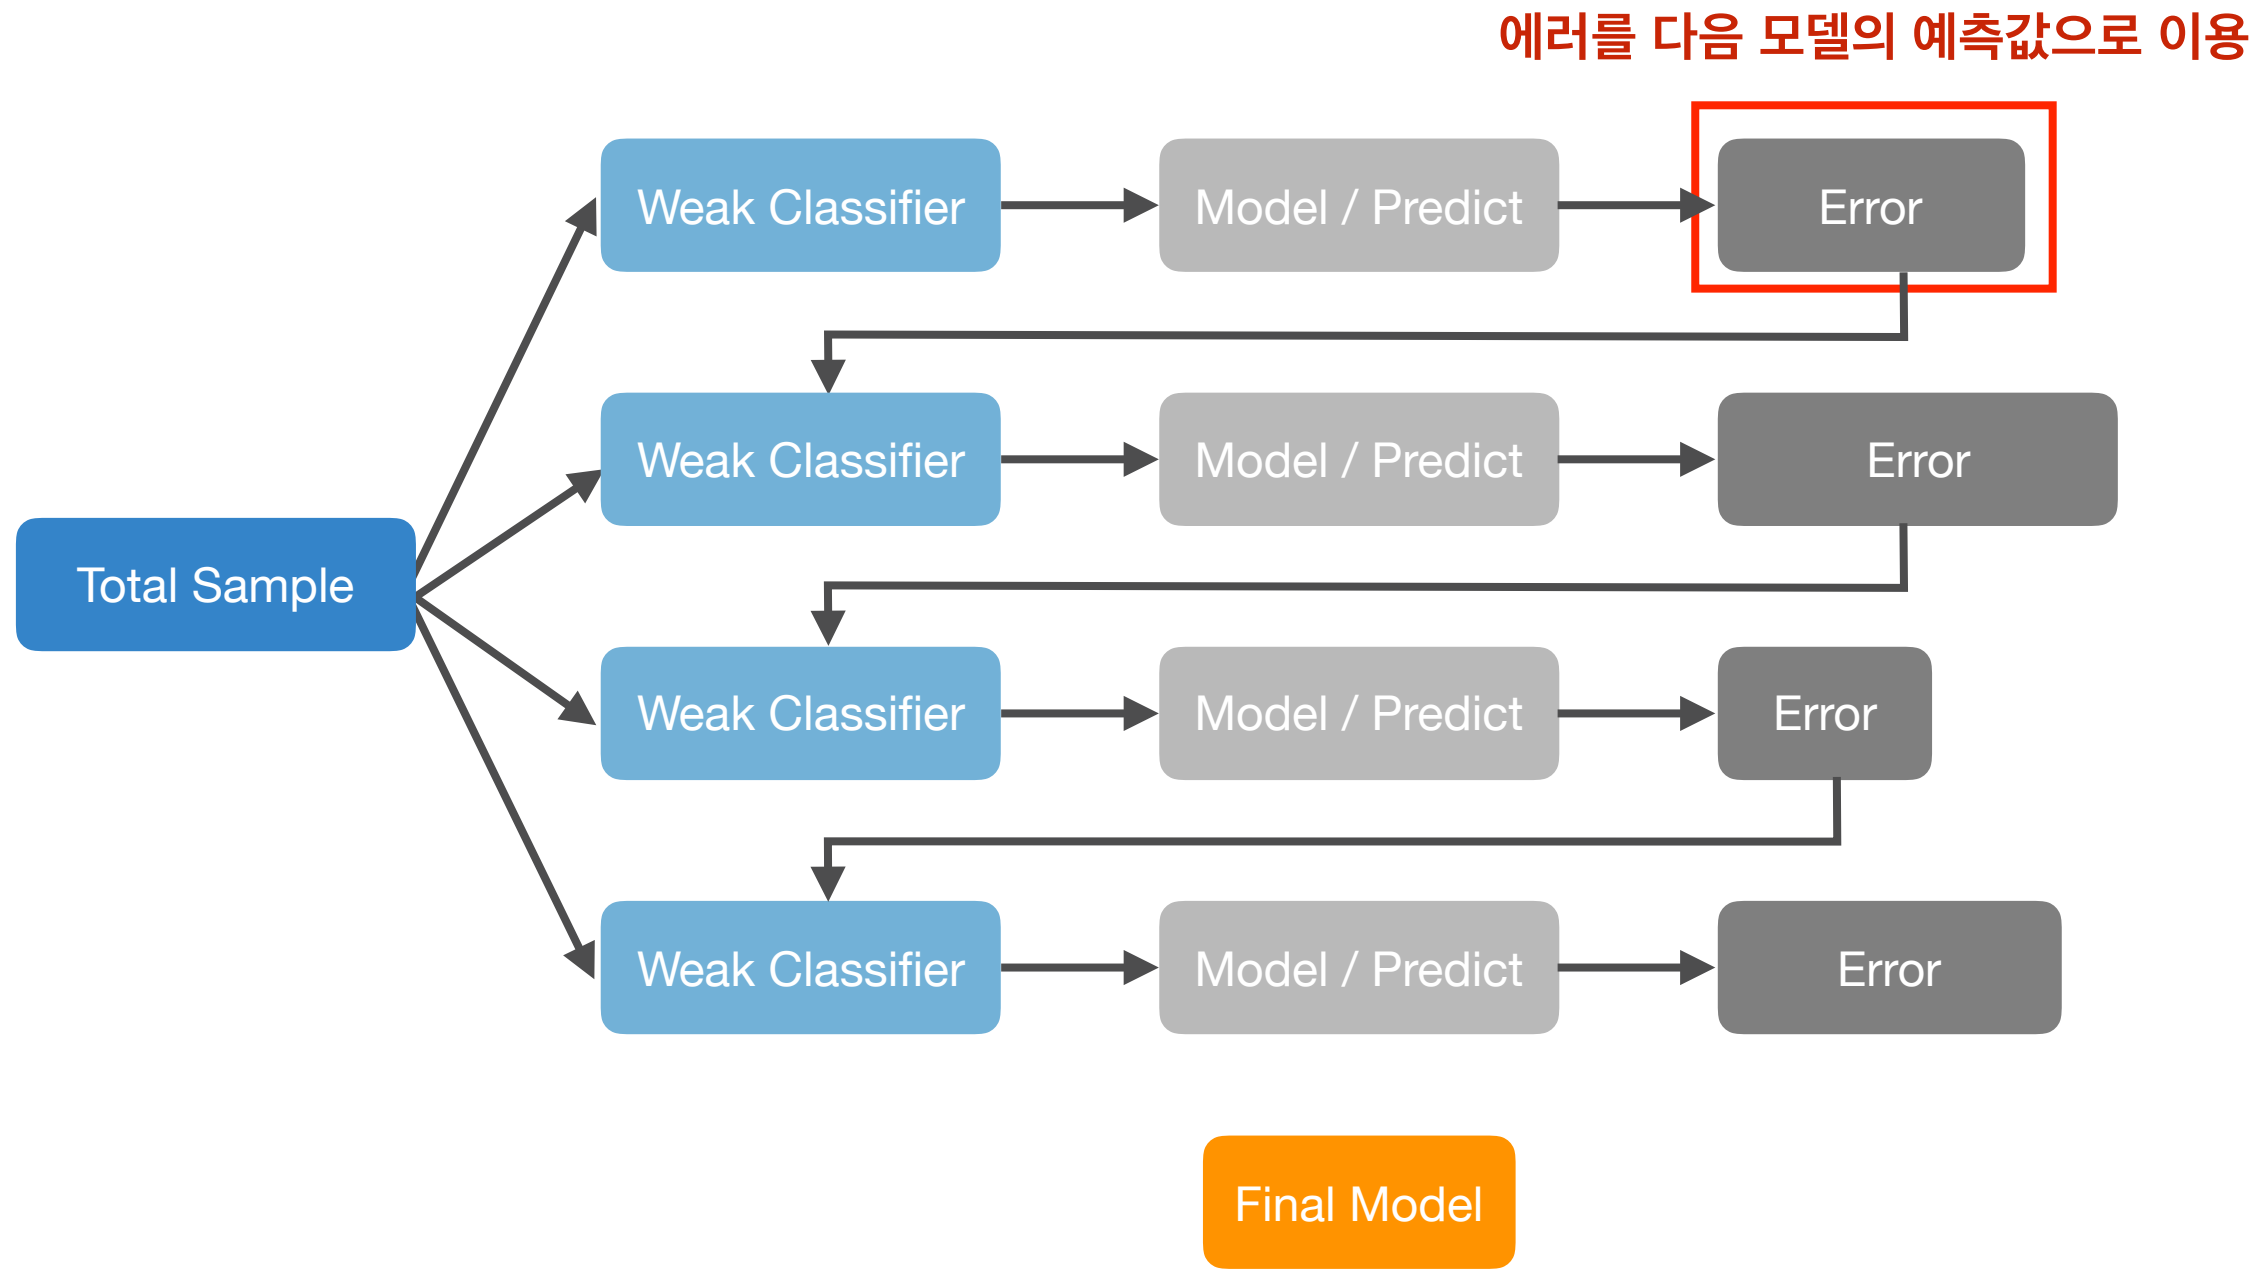 에러를 다음 모델의 예측값으로 이용
Weak Classifier
Model / Predict
Error
Weak Classifier
Model / Predict
Error
Total Sample
Weak Classifier
Model / Predict
Error
Weak Classifier
Model / Predict
Error
Final Model